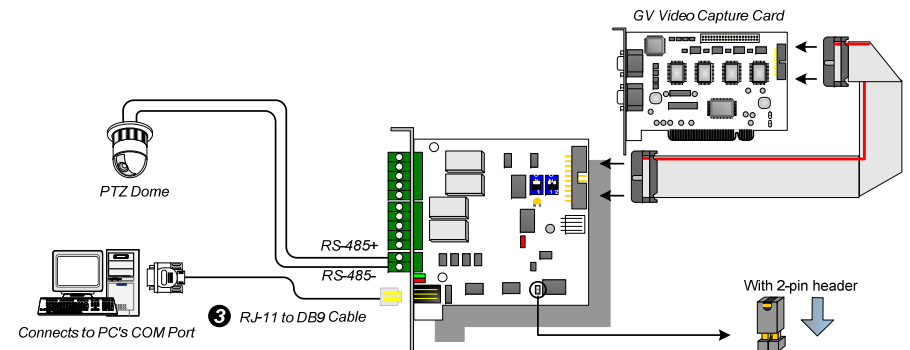 GV Video Capture Card
PTZ Dome
RS-485+
RS-485-
With 2-pin header
3 RJ-11 to DB9 Cable
Connects to PC's COM Port